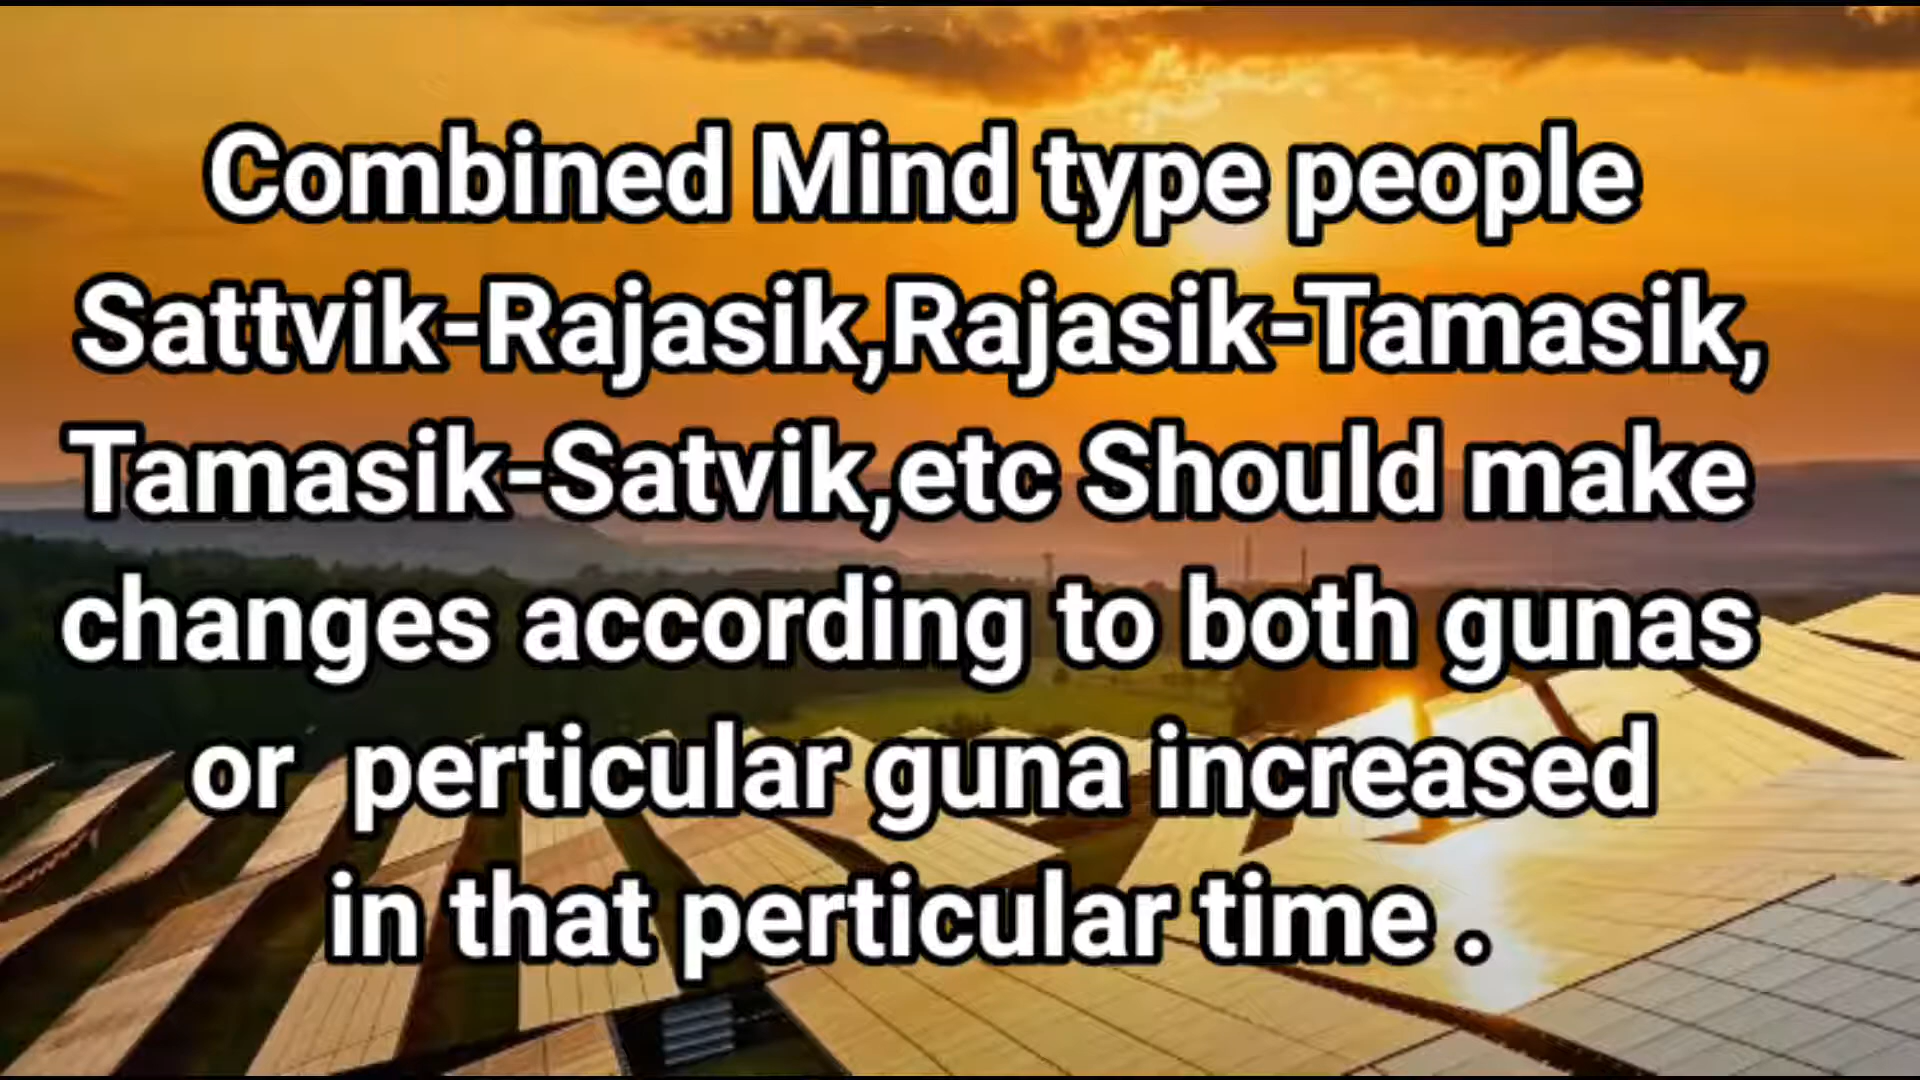 Combined Mind type people
Sattvik-Rajasik,Rajasik-Tamasik,
Tamasik-Satvik,etc Should make
changes according to both gunas
or perticular guna increased
in that perticular time .